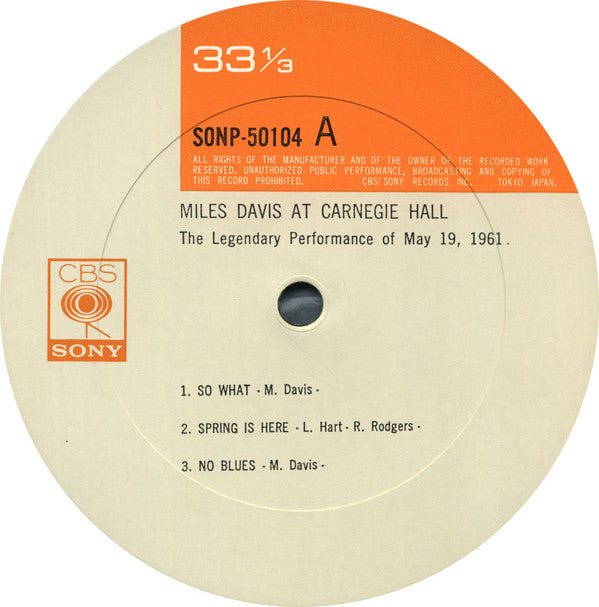 33 1/3
SONP-50104 A
ALL RIGHTS OF THE MANUFACTURER AND OF THE OWNER OF THE RECORDED WORK
RESERVED. UNAUTHORIZED PUBLIC PERFORMANCE, BROADCASTING AND COPYING OF
THIS RECORD PROHIBITED. CBS/SONY RECORDS INC. TOKYO JAPAN.
MILES DAVIS AT CARNEGIE HALL
The Legendary Performance of May 19, 1961.
CBS
SONY
1. SO WHAT - M. Davis -
2. SPRING IS HERE - L. Hart - R. Rodgers -
3. NO BLUES - M. Davis -